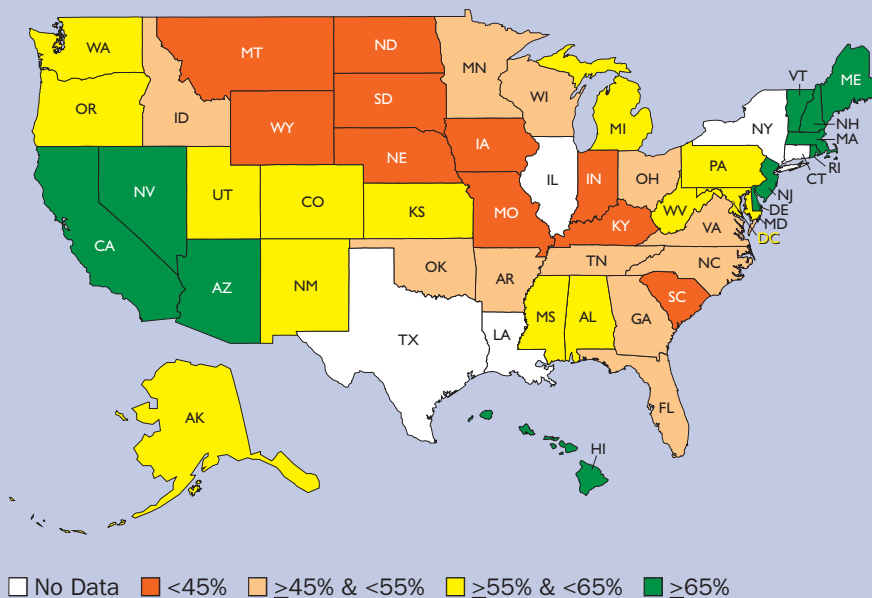 WA
MT
ND
MN
VT
ME
OR
ID
SD
WI
MI
NY
NH
MA
WY
IA
NE
PA
RI
CT
NV
UT
CO
IL
IN
OH
NJ
DE
MD
DC
CA
KS
MO
WV
VA
KY
AZ
NM
OK
AR
TN
NC
SC
MS
AL
GA
TX
LA
FL
AK
HI
No Data <45% ≥45% & <55% ≥55% & <65% ≥65%